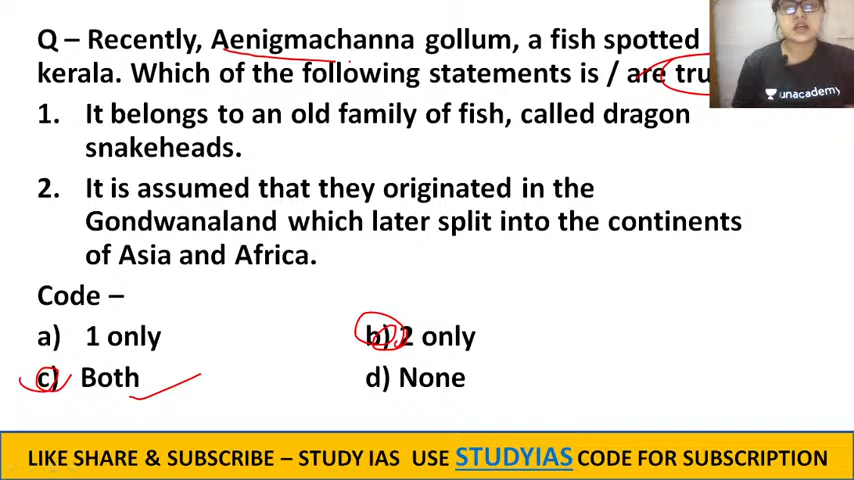 Q – Recently, Aenigmachanna gollum, a fish spotted
kerala. Which of the following statements is / are tru
unacademy
1. It belongs to an old family of fish, called dragon
snakeheads.
2. It is assumed that they originated in the
Gondwanaland which later split into the continents
of Asia and Africa.
Code –
a) 1 only
b) 2 only
c) Both
d) None
LIKE SHARE & SUBSCRIBE – STUDY IAS USE STUDYIAS CODE FOR SUBSCRIPTION